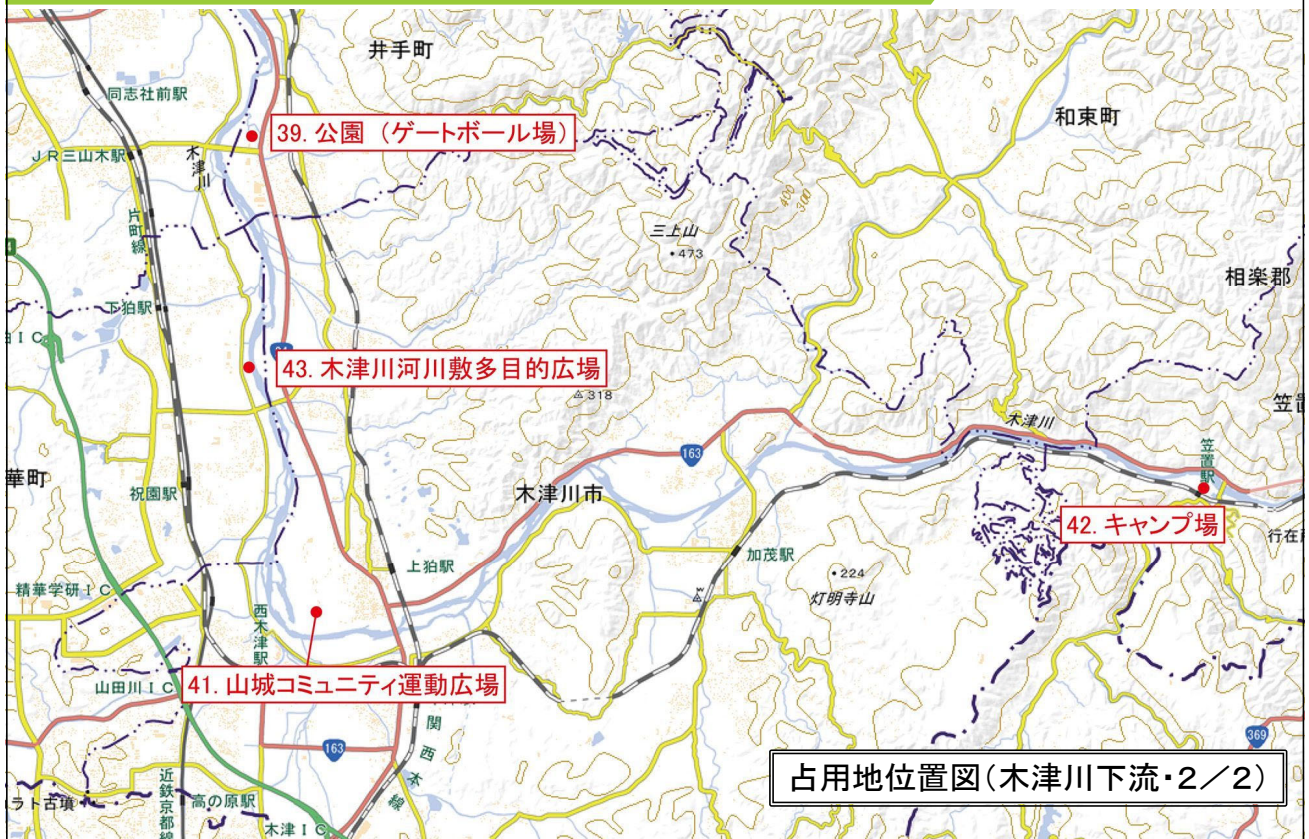 井手町
同志社前駅
和束町
39. 公園 (ゲートボール場)
JR三山木駅
木津川
片町線
三上山
400
300
・473
相楽郡
下狛駅
IC
43. 木津川河川敷多目的広場
318
笠置
木津川
163
華町
笠置駅
祝園駅
木津川市
42. キャンプ場
上狛駅
加茂駅
・224
灯明寺山
精華学研IC
西木津駅
山田川IC
41. 山城コミュニティ運動広場
関西本線
163
369
占用地位置図(木津川下流・2/2)
ラト古墳
近鉄京都線
高の原駅
木津IC